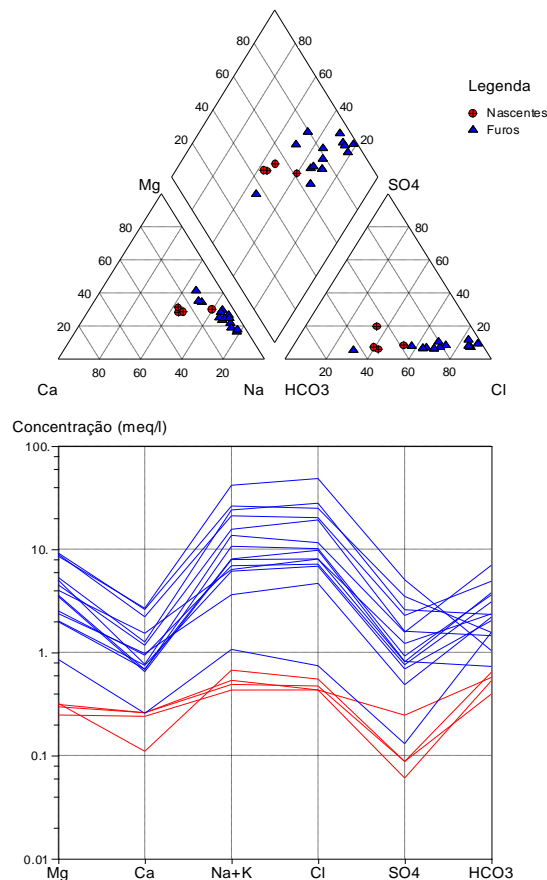 80
80
60
60
40
40
20
20
Legenda
Nascentes
Furos
Mg
SO4
80
80
60
60
40
40
20
20
80 60 40 20
20 40 60 80
Ca Na HCO3 Cl
Concentração (meq/l)
100.
10.
1.
0.1
0.01
Mg Ca Na+K Cl SO4 HCO3